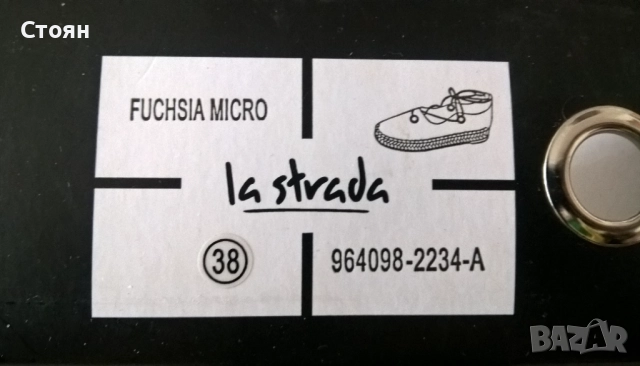 Стоян
FUCHSIA MICRO
la strada
38
964098-2234-A
BAZAR